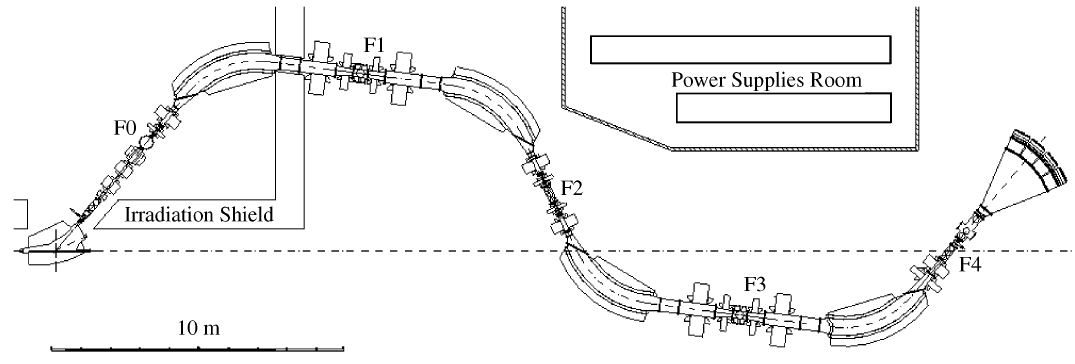 F1
Power Supplies Room
F0
F2
Irradiation Shield
F4
F3
10 m